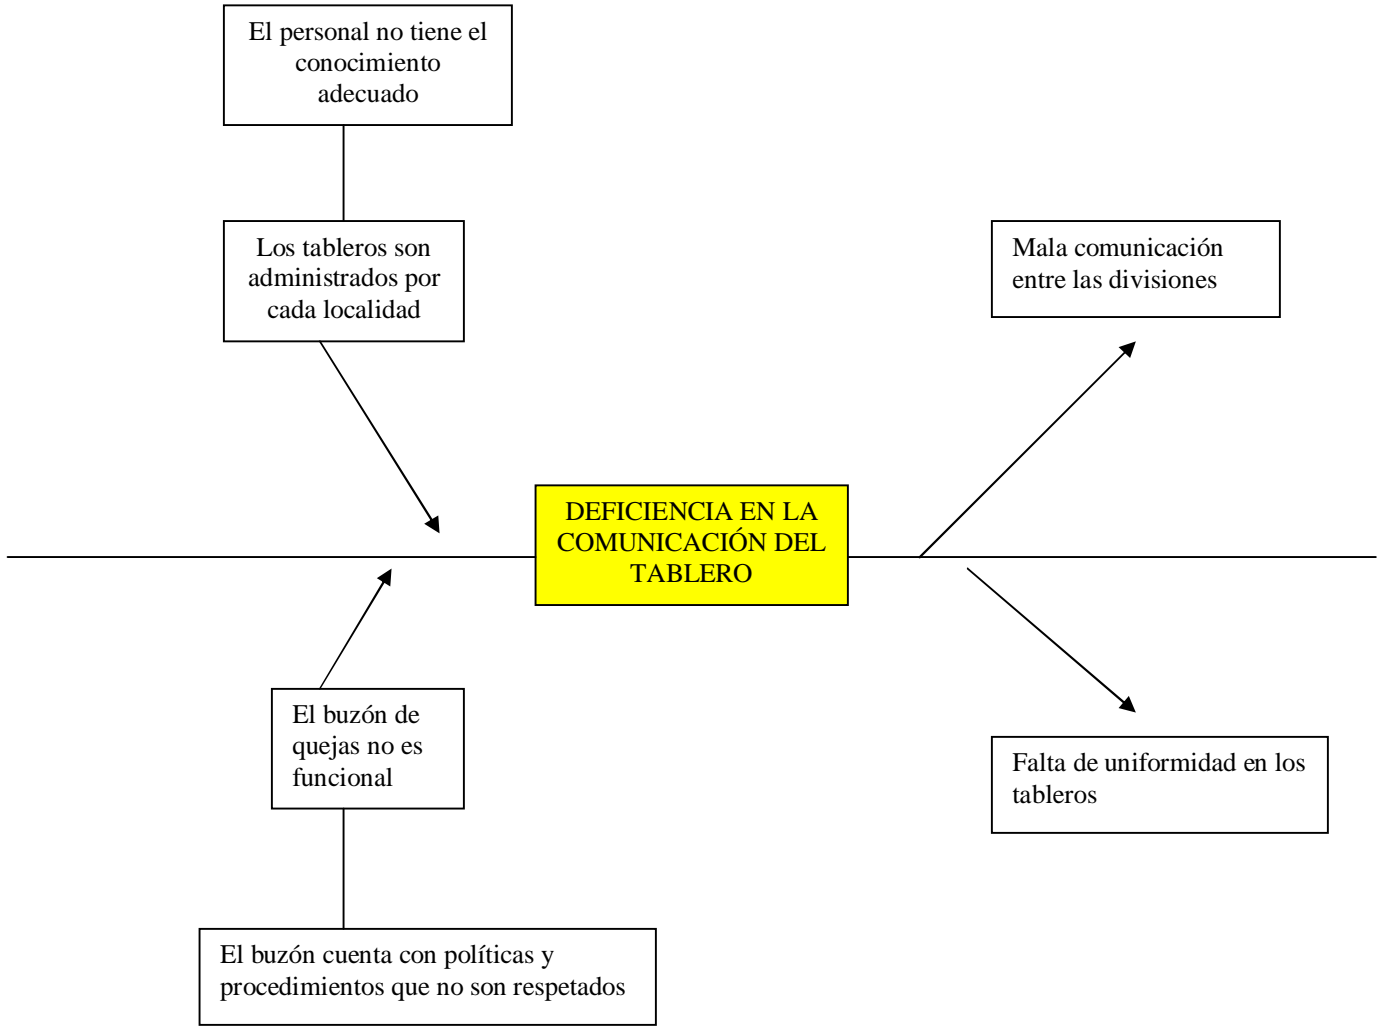 El personal no tiene el
conocimiento
adecuado
Los tableros son
administrados por
cada localidad
Mala comunicación
entre las divisiones
DEFICIENCIA EN LA
COMUNICACIÓN DEL
TABLERO
El buzón de
quejas no es
funcional
Falta de uniformidad en los
tableros
El buzón cuenta con políticas y
procedimientos que no son respetados